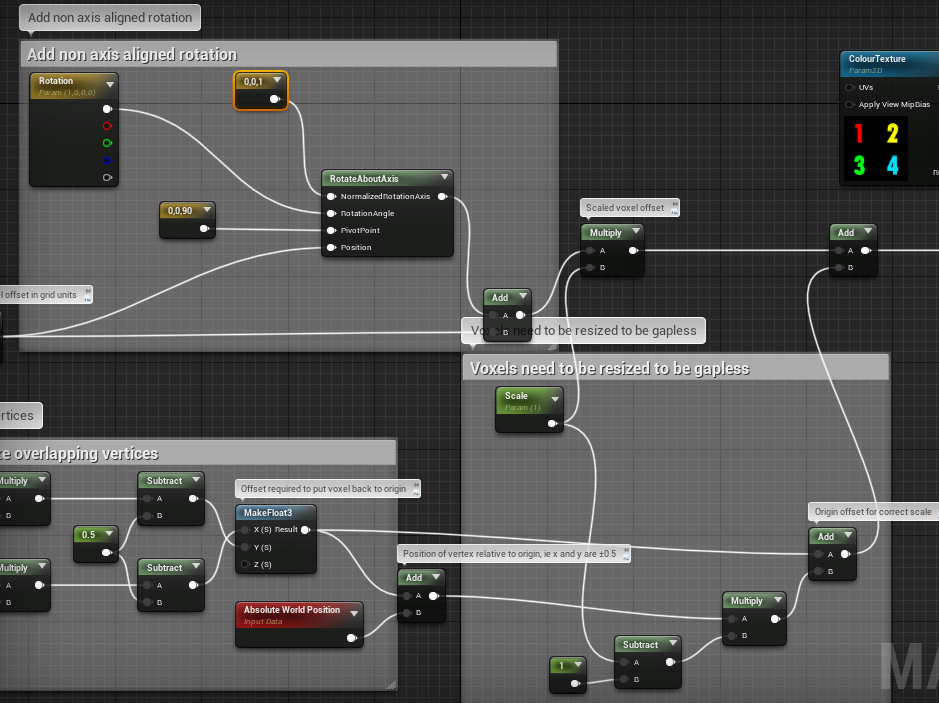 Add non axis aligned rotation
Add non axis aligned rotation
Rotation
Param (1,0,0,0)
0,0,1
ColourTexture
Param2D
UVs
Apply View MipBias
1 2
3 4
RotateAboutAxis
NormalizedRotationAxis
RotationAngle
PivotPoint
Position
0,0,90
Scaled voxel offset
Multiply
A
B
Add
A
B
l offset in grid units
Add
A
B
Voxels need to be resized to be gapless
Voxels need to be resized to be gapless
Scale
Param (1)
rtices
e overlapping vertices
Multiply
A
B
Subtract
A
B
0.5
Multiply
A
B
Subtract
A
B
Offset required to put voxel back to origin
MakeFloat3
X (S) Result
Y (S)
Z (S)
Absolute World Position
Input Data
Position of vertex relative to origin, ie x and y are ±0.5
Add
A
B
Origin offset for correct scale
Add
A
B
Multiply
A
B
Subtract
A
B
1
MA